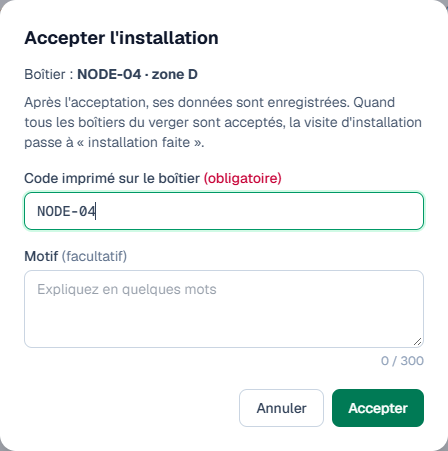 Accepter l'installation
Boîtier : NODE-04 · zone D
Après l'acceptation, ses données sont enregistrées. Quand
tous les boîtiers du verger sont acceptés, la visite d'installation
passe à « installation faite ».
Code imprimé sur le boîtier (obligatoire)
NODE-04
Motif (facultatif)
Expliquez en quelques mots
0 / 300
Annuler
Accepter